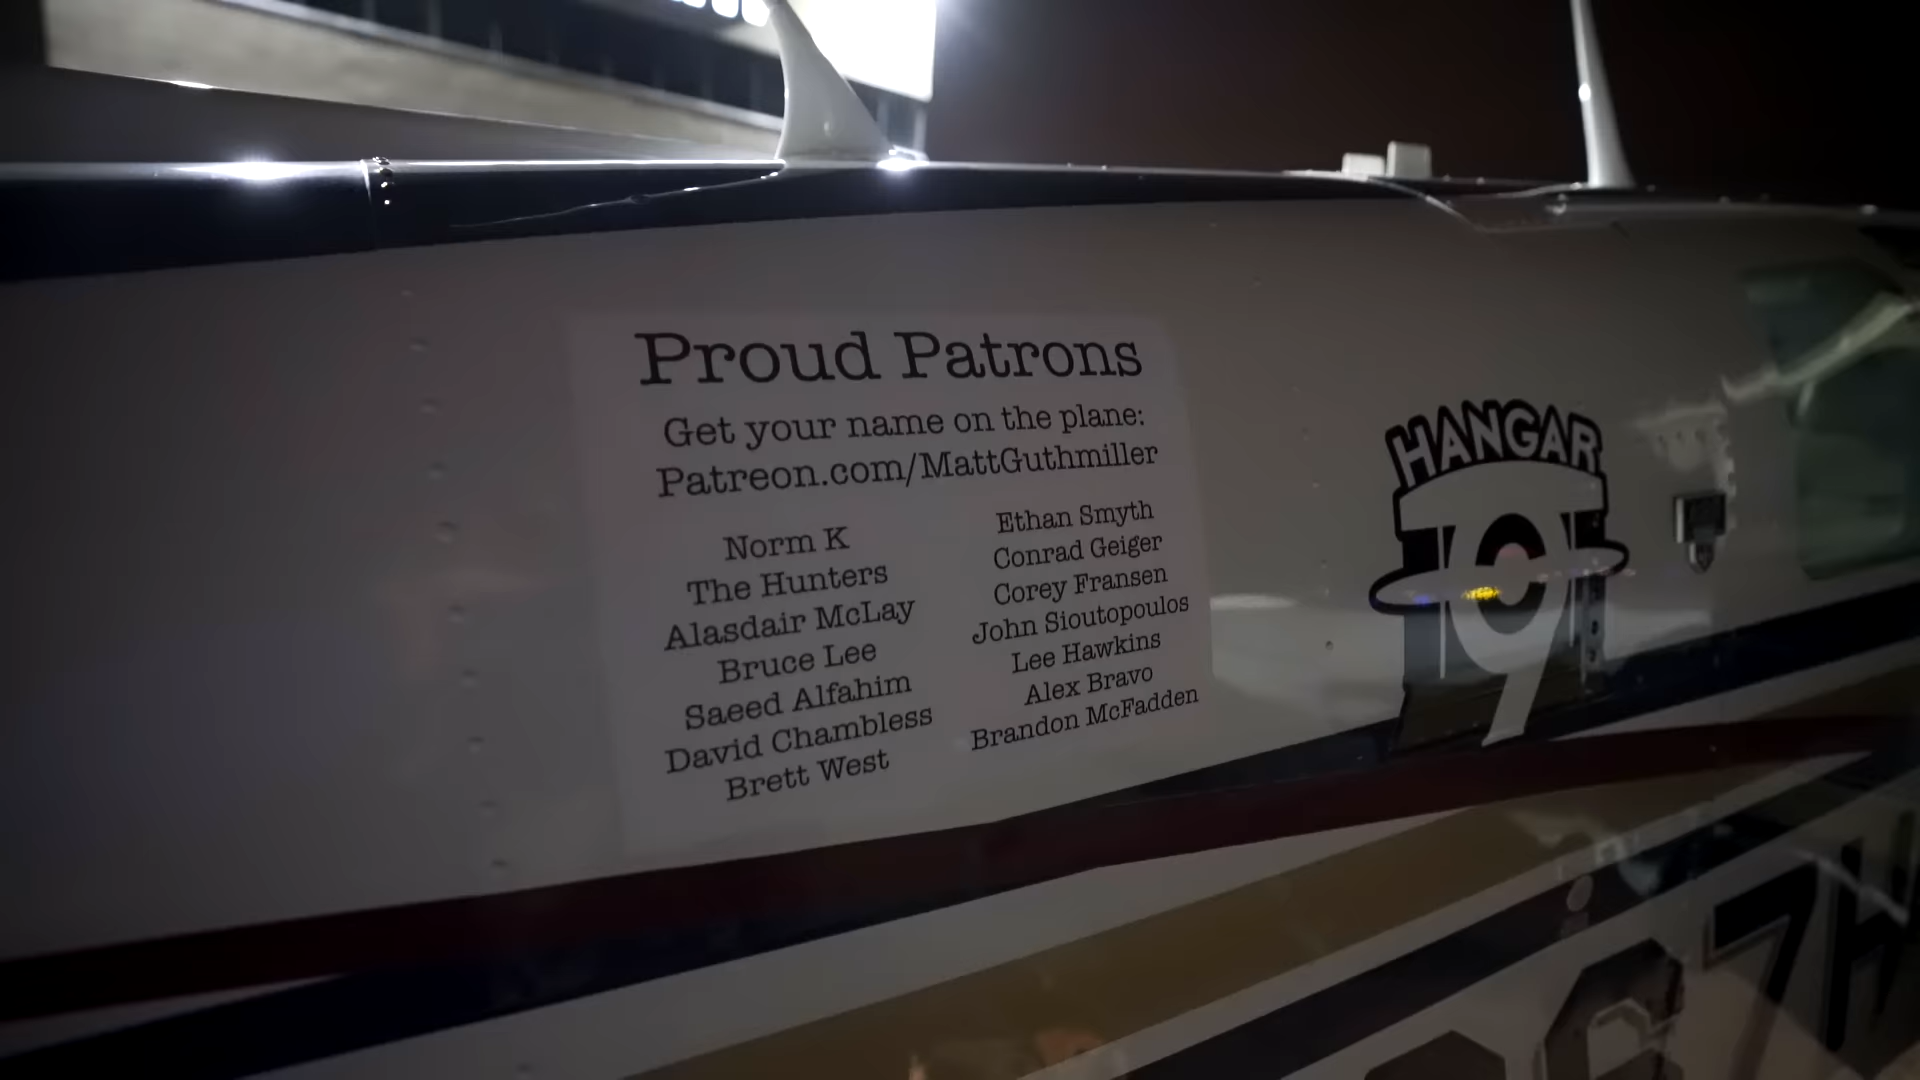 Proud Patrons
Get your name on the plane:
Patreon.com/MattGuthmiller
Norm K
The Hunters
Alasdair McLay
Bruce Lee
Saeed Alfahim
David Chambless
Brett West
Ethan Smyth
Conrad Geiger
Corey Fransen
John Sioutopoulos
Lee Hawkins
Alex Bravo
Brandon McFadden
HANGAR
9
67H